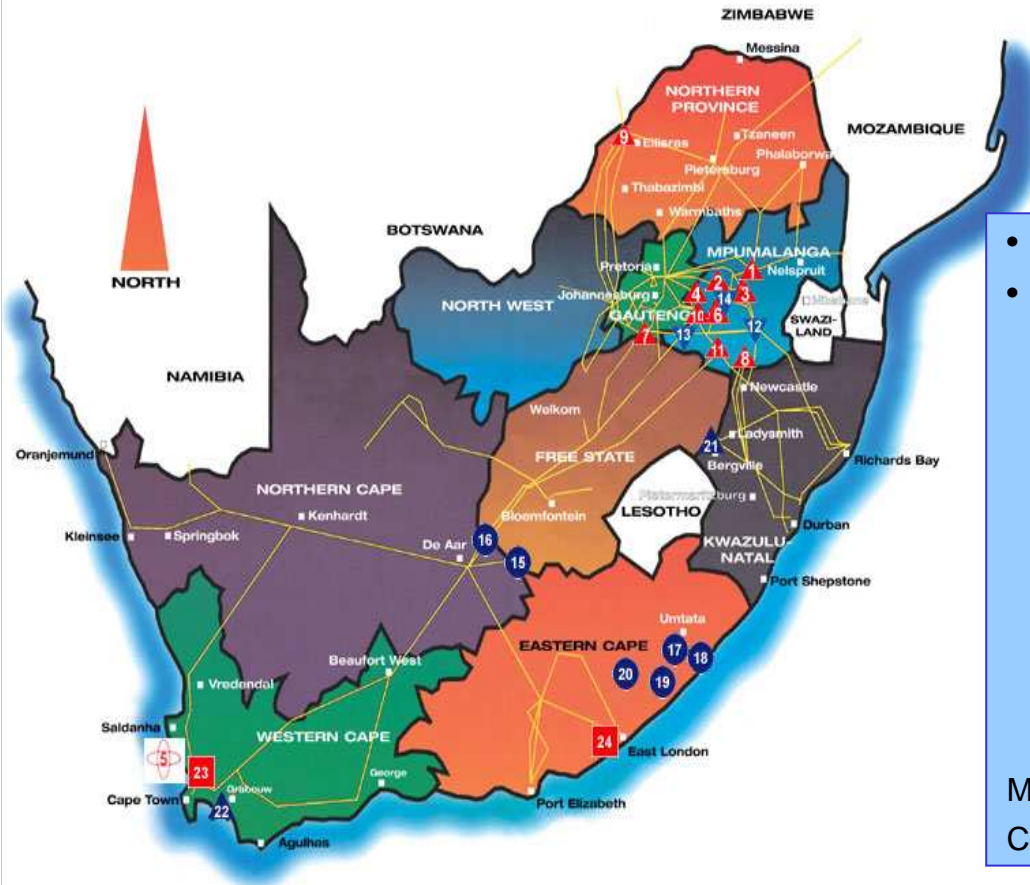 ZIMBABWE
Messina
NORTHERN
PROVINCE
MOZAMBIQUE
9
Ellisras
Tzaneen
Phalaborwa
Pietersburg
Thabazimbi
Warmbaths
BOTSWANA
MPUMALANGA
Pretoria
1
Nelspruit
NORTH
2
4
14
3
Johannesburg
NORTH WEST
GAUTENG
10
6
SWAZI-
LAND
12
7
13
11
8
NAMIBIA
Newcastle
Welkom
Ladysmith
21
Bergville
Oranjemund
FREE STATE
Richards Bay
NORTHERN CAPE
Pietermaritzburg
Bloemfontein
LESOTHO
Kenhardt
Durban
Kleinsee
Springbok
De Aar
16
KWAZULU-
NATAL
15
Port Shepstone
Umtata
EASTERN CAPE
17
18
Beaufort West
20
19
Vredendal
Saldanha
WESTERN CAPE
24
East London
5
23
George
Cape Town
Grabouw
22
Port Elizabeth
Agulhas
•
•
M
C